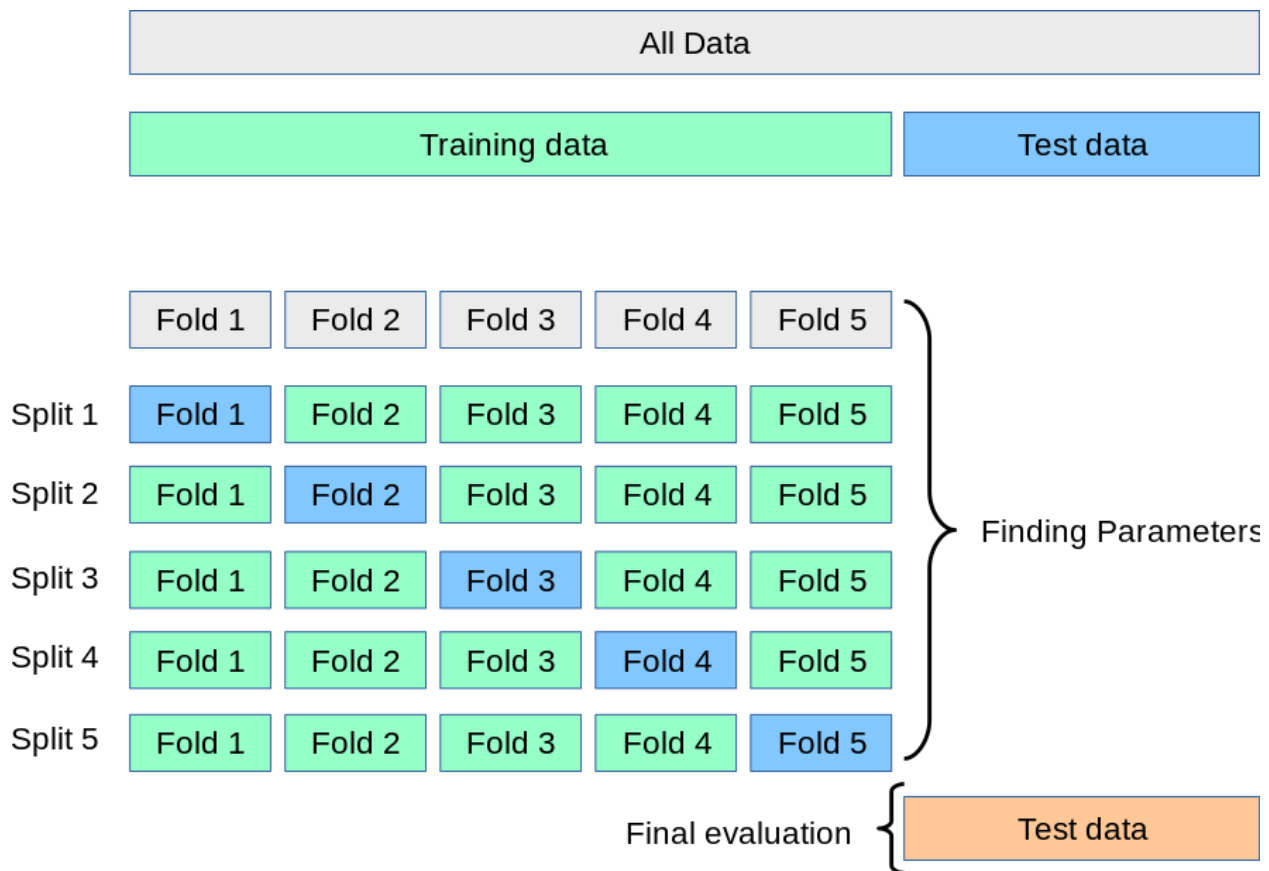 All Data
Training data Test data
Fold 1 Fold 2 Fold 3 Fold 4 Fold 5
Split 1 Fold 1 Fold 2 Fold 3 Fold 4 Fold 5
Split 2 Fold 1 Fold 2 Fold 3 Fold 4 Fold 5
Finding Parameters
Split 3 Fold 1 Fold 2 Fold 3 Fold 4 Fold 5
Split 4 Fold 1 Fold 2 Fold 3 Fold 4 Fold 5
Split 5 Fold 1 Fold 2 Fold 3 Fold 4 Fold 5
Final evaluation Test data